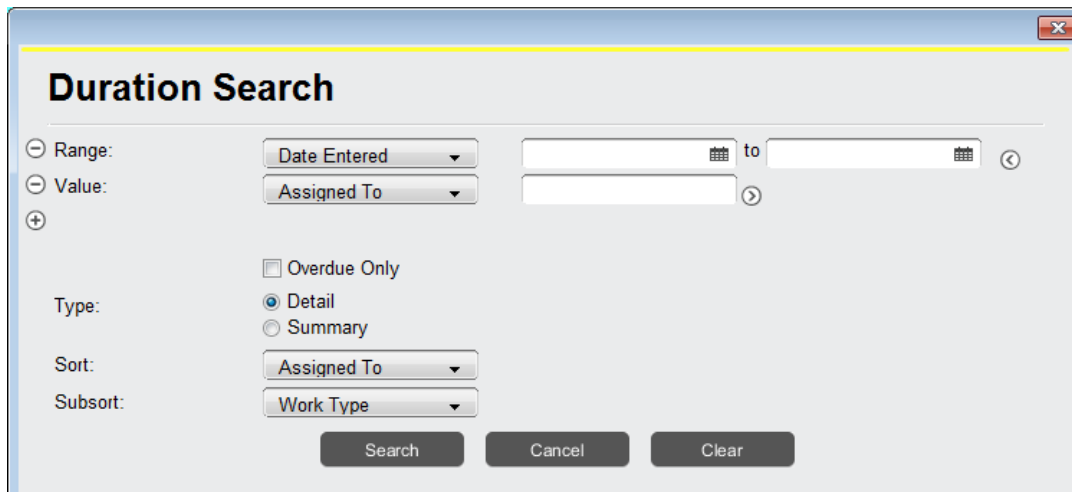 Duration Search
Range: Date Entered to
Value: Assigned To
Overdue Only
Type: Detail
Summary
Sort: Assigned To
Subsort: Work Type
Search Cancel Clear